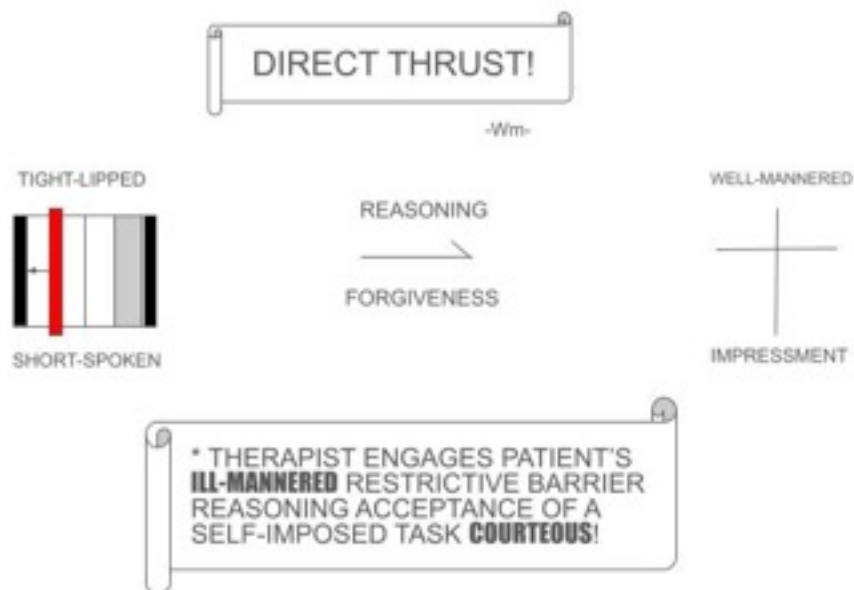 DIRECT THRUST!
-Wm-
TIGHT-LIPPED
SHORT-SPOKEN
REASONING
FORGIVENESS
WELL-MANNERED
IMPRESSMENT
* THERAPIST ENGAGES PATIENT'S
ILL-MANNERED RESTRICTIVE BARRIER
REASONING ACCEPTANCE OF A
SELF-IMPOSED TASK COURTEOUS!